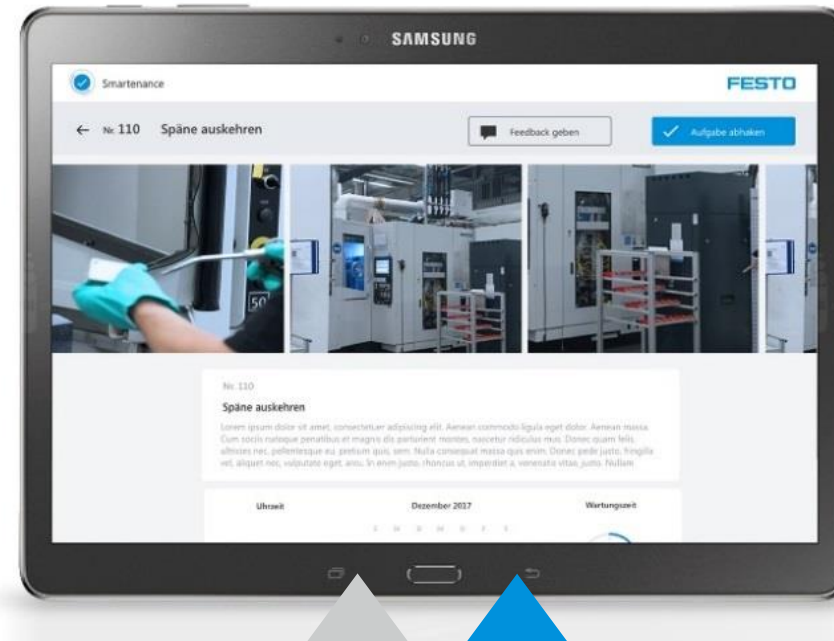 SAMSUNG
Smartenance
FESTO
Nr. 110 Späne auskehren
Feedback geben
Aufgabe abhaken
50
Nr. 110
Späne auskehren
Lorem ipsum dolor sit amet, consectetuer adipiscing elit. Aenean commodo ligula eget dolor. Aenean massa.
Cum sociis natoque penatibus et magnis dis parturient montes, nascetur ridiculus mus. Donec quam felis,
ultricies nec, pellentesque eu, pretium quis, sem. Nulla consequat massa quis enim. Donec pede justo, fringilla
vel, aliquet nec, vulputate eget, arcu. In enim justo, rhoncus ut, imperdiet a, venenatis vitae, justo. Nullam
Uhrzeit
Dezember 2017
Wartungszeit